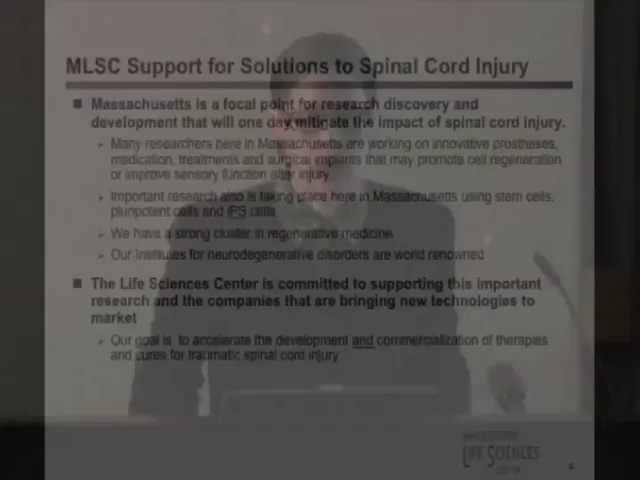 MLSC Support for Solutions to Spinal Cord Injury
Massachusetts is a focal point for research discovery and
development that will one day mitigate the impact of spinal cord injury.
Many researchers here in Massachusetts are working on innovative prostheses,
medication, treatments and surgical implants that may promote cell regeneration
or improve sensory function after injury
Important research also is taking place here in Massachusetts using stem cells,
pluripotent cells and iPS cells
We have a strong cluster in regenerative medicine
Our Institutes for neurodegenerative disorders are world renowned
The Life Sciences Center is committed to supporting this important
research and the companies that are bringing new technologies to
market
Our goal is to accelerate the development and commercialization of therapies
and cures for traumatic spinal cord injury
MASSACHUSETTS
LIFE SCIENCES
CENTER